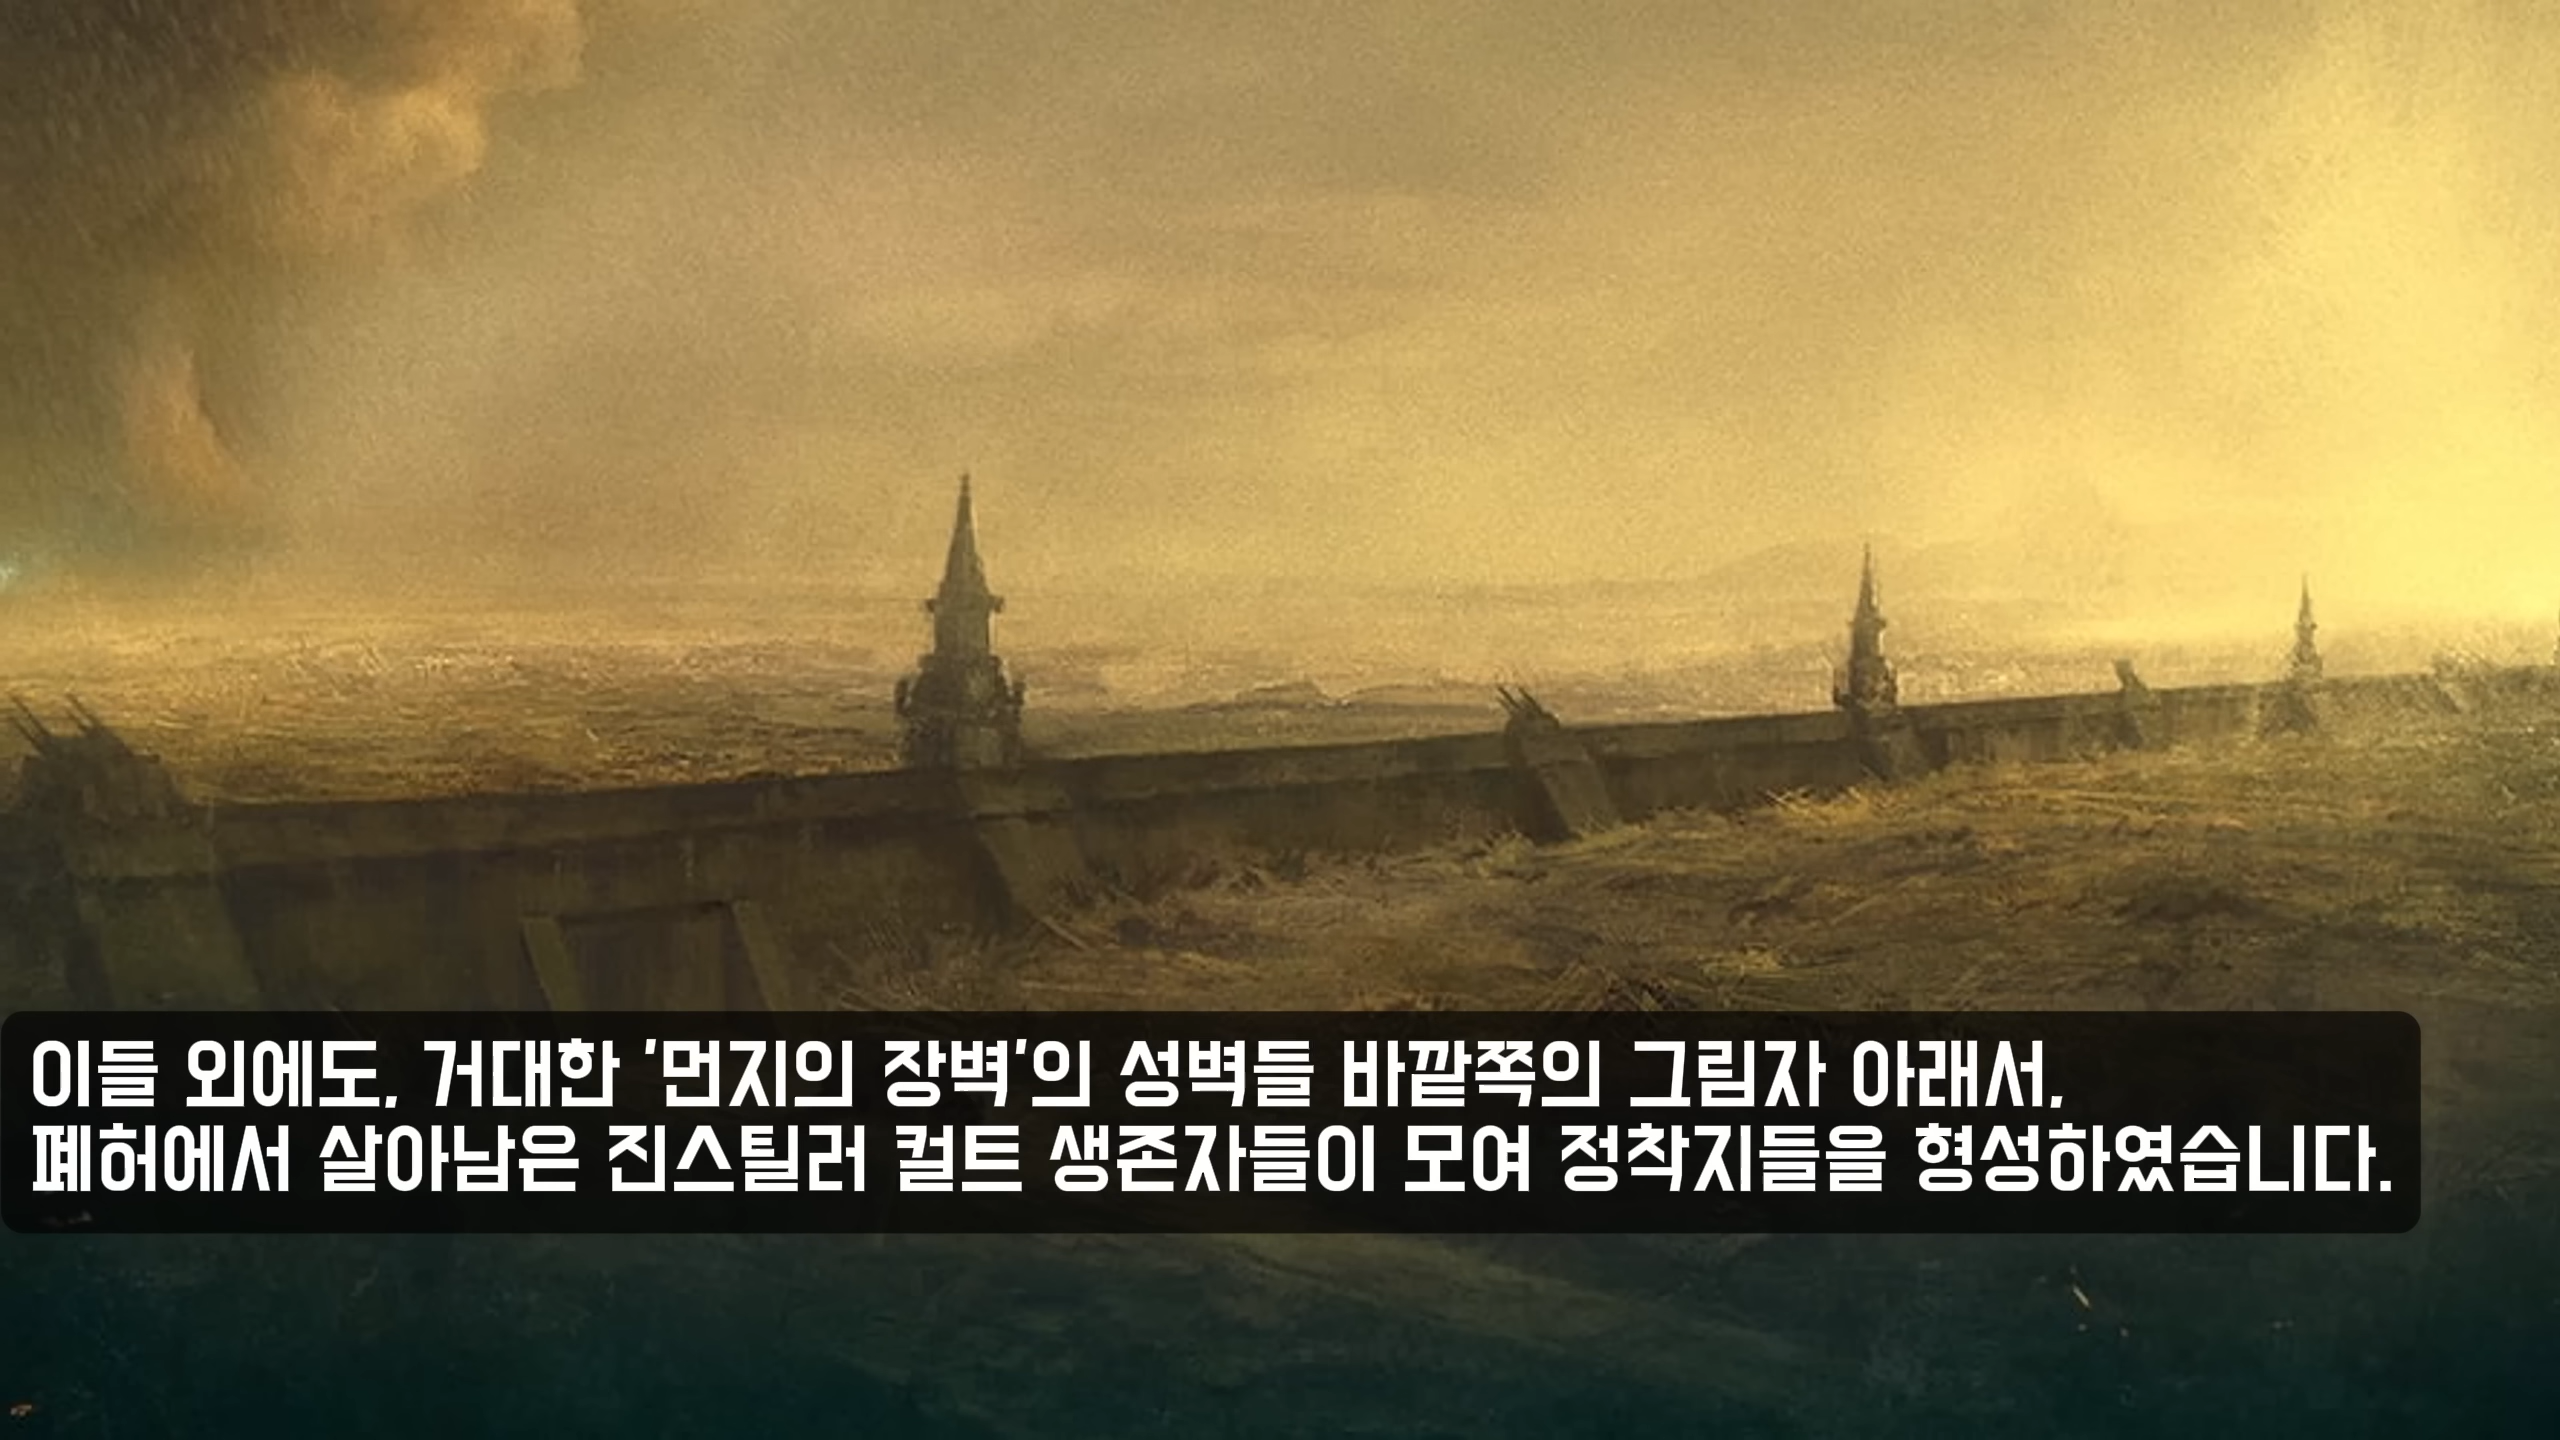 이들 외에도, 거대한 '먼지의 장벽'의 성벽들 바깥쪽의 그림자 아래서,
폐허에서 살아남은 진스틸러 컬트 생존자들이 모여 정착지들을 형성하였습니다.